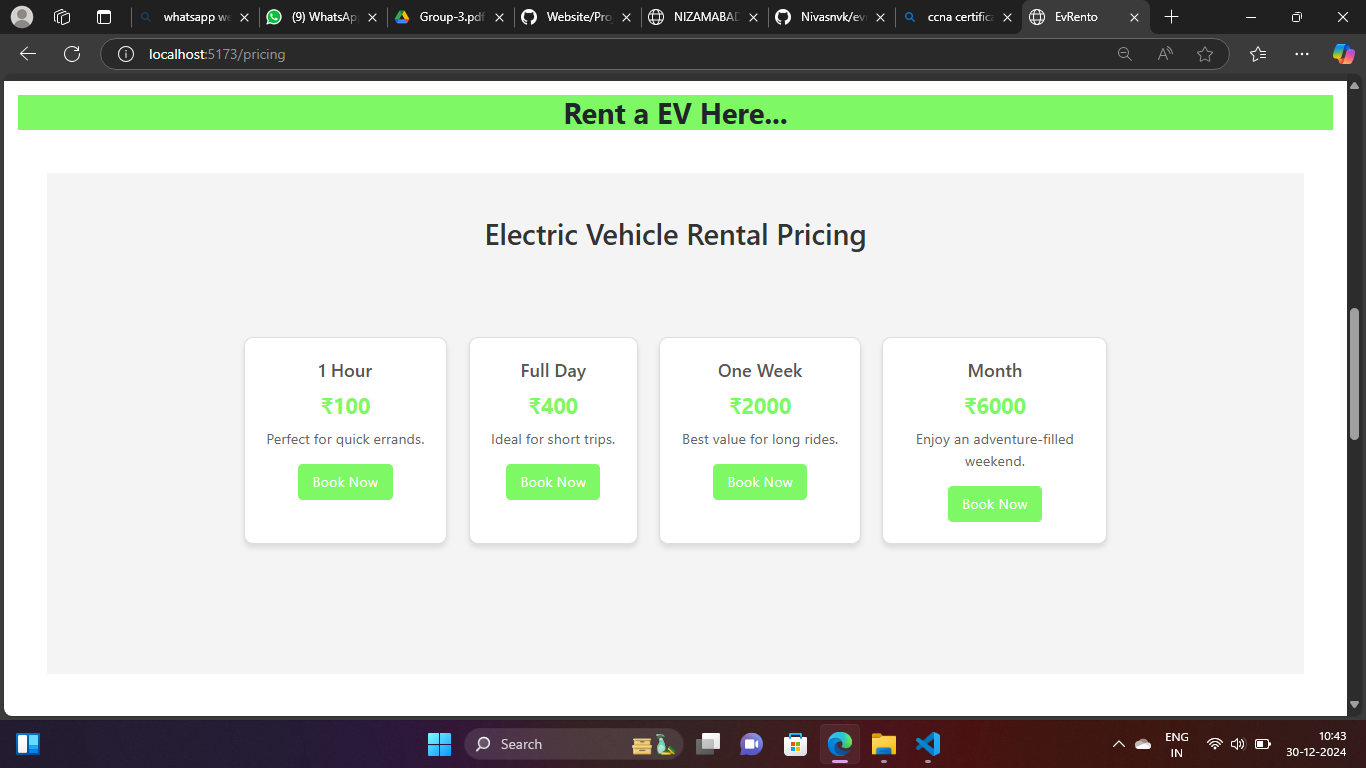 whatsapp we
(9) WhatsAp
Group-3.pdf
Website/Pro
NIZAMABAD
Nivasnvk/ev
ccna certifica
EvRento
localhost:5173/pricing
Rent a EV Here...
Electric Vehicle Rental Pricing
1 Hour
₹100
Perfect for quick errands.
Book Now
Full Day
₹400
Ideal for short trips.
Book Now
One Week
₹2000
Best value for long rides.
Book Now
Month
₹6000
Enjoy an adventure-filled
weekend.
Book Now
Search
ENG
IN
10:43
30-12-2024